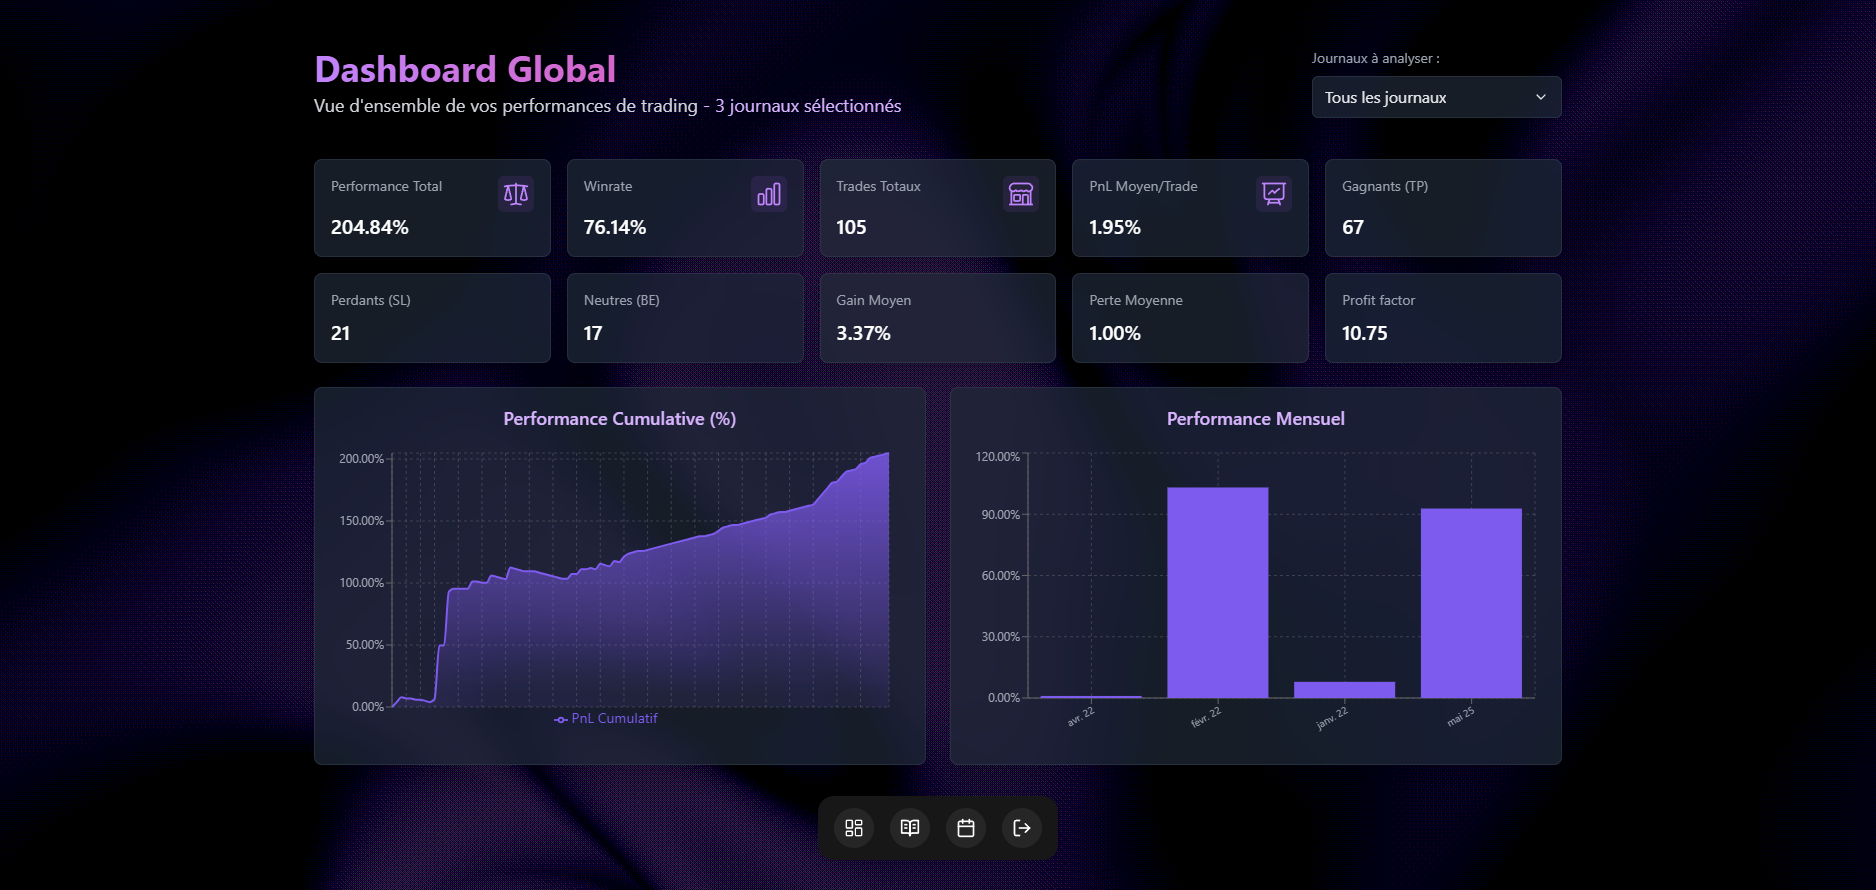 Dashboard Global
Vue d'ensemble de vos performances de trading - 3 journaux sélectionnés
Journaux à analyser :
Tous les journaux
Performance Total
204.84%
Winrate
76.14%
Trades Totaux
105
PnL Moyen/Trade
1.95%
Gagnants (TP)
67
Perdants (SL)
21
Neutres (BE)
17
Gain Moyen
3.37%
Perte Moyenne
1.00%
Profit factor
10.75
Performance Cumulative (%)
200.00%
150.00%
100.00%
50.00%
0.00%
PnL Cumulatif
Performance Mensuel
120.00%
90.00%
60.00%
30.00%
0.00%
avr. 22
févr. 22
janv. 22
mai 25